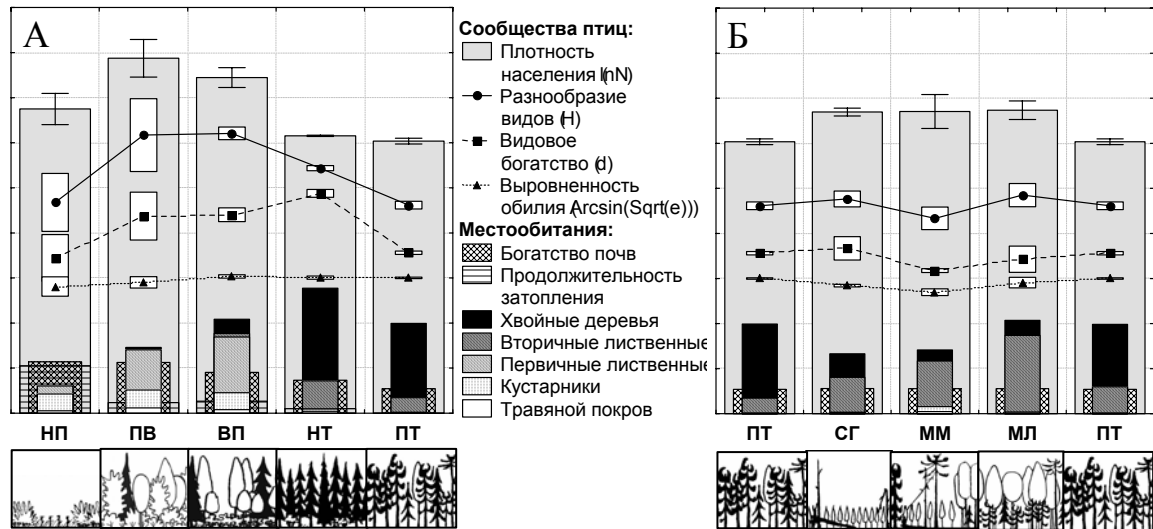 А
Сообщества птиц:
Плотность
населения (lnN)
Разнообразие
видов (H)
Видовое
богатство (d)
Выровненность
обилия (Arcsin(Sqrt(e)))
Местообитания:
Богатство почв
Продолжительность
затопления
Хвойные деревья
Вторичные лиственные
Первичные лиственные
Кустарники
Травяной покров
НП ПВ ВП НТ ПТ
Б
ПТ СГ ММ МЛ ПТ